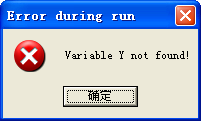 Error during run
Variable Y not found!
确定